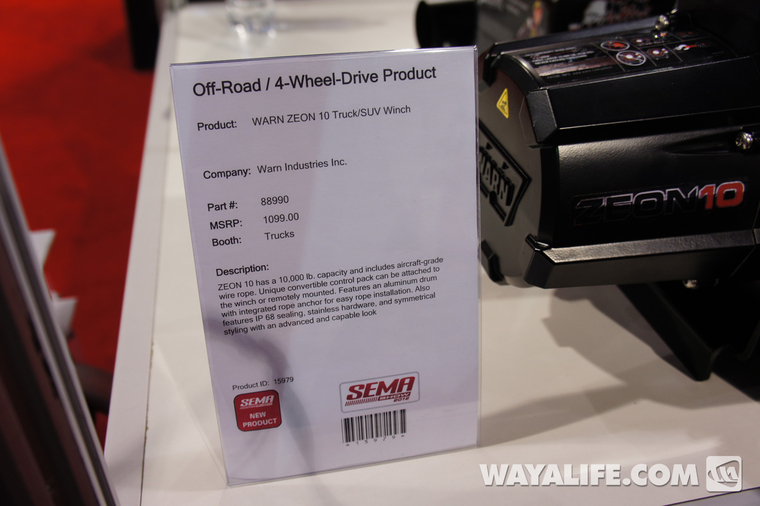 Off-Road / 4-Wheel-Drive Product
Product: WARN ZEON 10 Truck/SUV Winch
Company: Warn Industries Inc.
Part #: 88990
MSRP: 1099.00
Booth: Trucks
Description:
ZEON 10 has a 10,000 lb. capacity and includes aircraft-grade
wire rope. Unique convertible control pack can be attached to
the winch or remotely mounted. Features an aluminum drum
with integrated rope anchor for easy rope installation. Also
features IP 68 sealing, stainless hardware, and symmetrical
styling with an advanced and capable look
Product ID: 15979
SEMA
NEW
PRODUCT
SEMA
WARN
ZEON10
WAYALIFE.COM